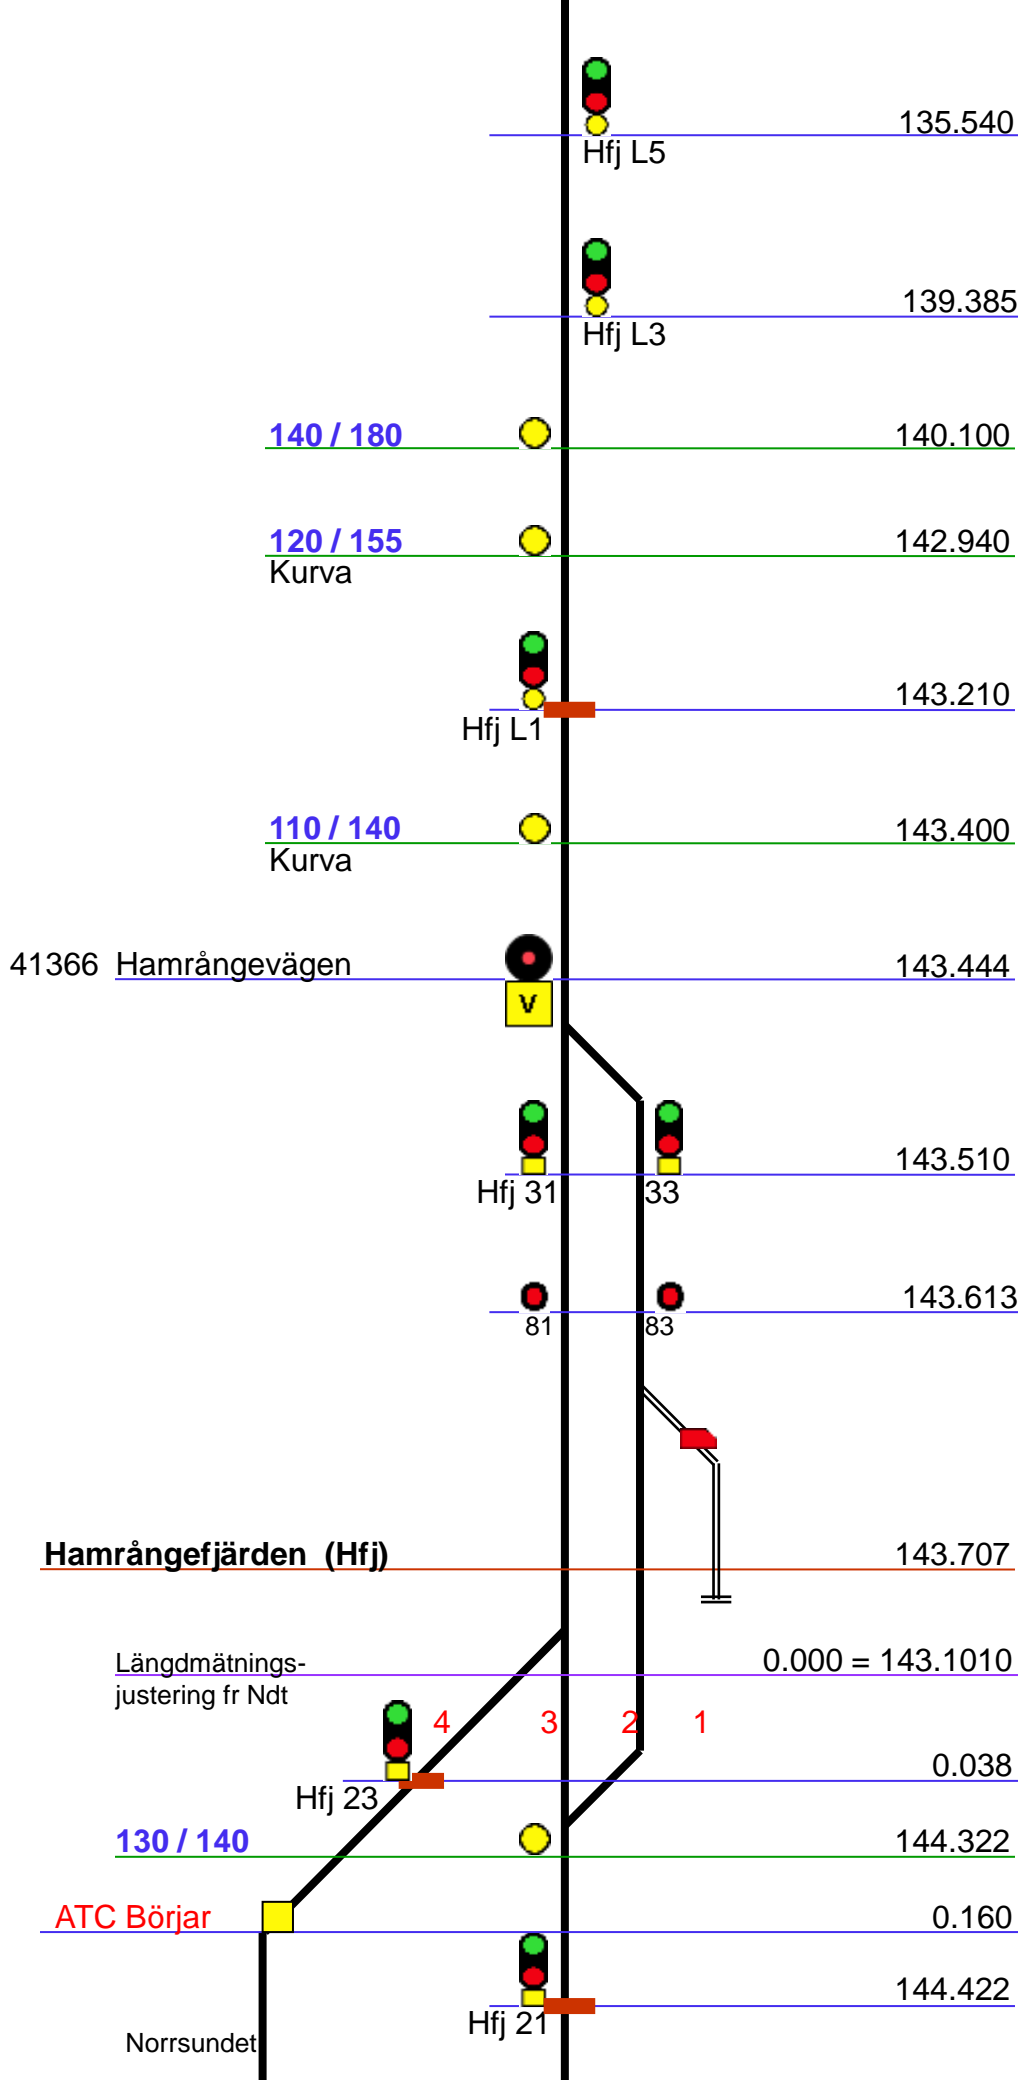 135.540
Hfj L5
139.385
Hfj L3
140 / 180 140.100
120 / 155 142.940
Kurva
143.210
Hfj L1
110 / 140 143.400
Kurva
41366 Hamrångevägen 143.444
V
143.510
Hfj 31 33
143.613
81 83
Hamrångefjärden (Hfj) 143.707
Längdmätnings- 0.000 = 143.1010
justering fr Ndt
4 3 2 1
0.038
Hfj 23
130 / 140 144.322
ATC Börjar 0.160
144.422
Hfj 21
Norrsundet